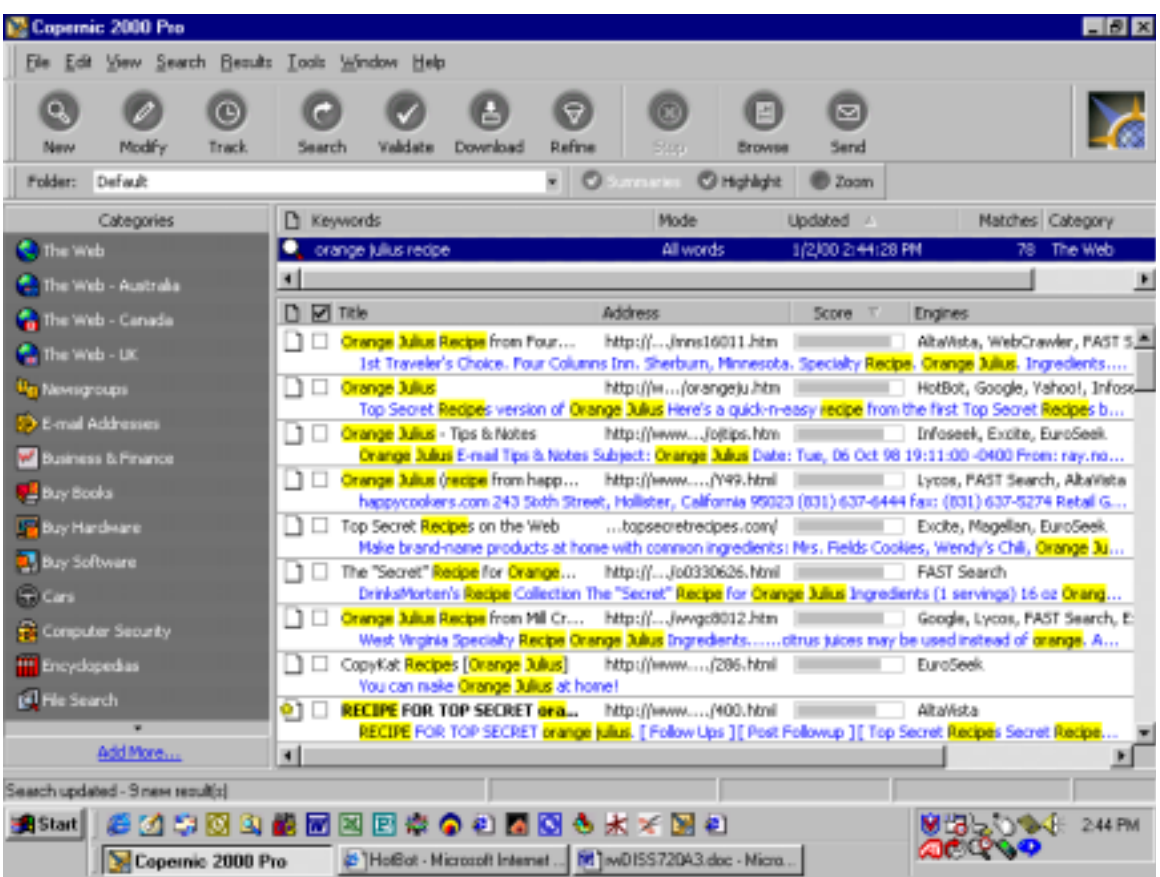 Copernic 2000 Pro
File Edit View Search Results Tools Window Help
New Modify Track Search Validate Download Refine Stop Browse Send
Folder: Default Summaries Highlight Zoom
Categories
The Web
The Web - Australia
The Web - Canada
The Web - UK
Newsgroups
E-mail Addresses
Business & Finance
Buy Books
Buy Hardware
Buy Software
Cars
Computer Security
Encyclopedias
File Search
Add More...
Keywords Mode Updated Matches Category
orange julius recipe All words 1/2/00 2:44:28 PM 78 The Web
Title Address Score Engines
Orange Julius Recipe from Four... http://.../mns16011.htm AltaVista, WebCrawler, FAST S
1st Traveler's Choice. Four Columns Inn. Sherburn, Minnesota. Specialty Recipe. Orange Julius. Ingredients....
Orange Julius http://w.../orangeju.htm HotBot, Google, Yahoo!, Infose
Top Secret Recipes version of Orange Julius Here's a quick-n-easy recipe from the first Top Secret Recipes b...
Orange Julius - Tips & Notes http://www..../ojtips.htm Infoseek, Excite, EuroSeek
Orange Julius E-mail Tips & Notes Subject: Orange Julius Date: Tue, 06 Oct 98 19:11:00 -0400 From: ray.no...
Orange Julius (recipe from happ... http://www..../Y49.html Lycos, FAST Search, AltaVista
happycookers.com 243 Sixth Street, Hollister, California 95023 (831) 637-6444 fax: (831) 637-5274 Retail G...
Top Secret Recipes on the Web ...topsecretrecipes.com/ Excite, Magellan, EuroSeek
Make brand-name products at home with common ingredients: Mrs. Fields Cookies, Wendy's Chili, Orange Ju...
The "Secret" Recipe for Orange... http://.../o0330626.html FAST Search
DrinksMorten's Recipe Collection The "Secret" Recipe for Orange Julius Ingredients (1 servings) 16 oz Orang...
Orange Julius Recipe from Mill Cr... http://.../wvgc8012.htm Google, Lycos, FAST Search, E
West Virginia Specialty Recipe Orange Julius Ingredients......citrus juices may be used instead of orange. A...
CopyKat Recipes [Orange Julius] http://www..../286.html EuroSeek
You can make Orange Julius at home!
RECIPE FOR TOP SECRET ora... http://www..../400.html AltaVista
RECIPE FOR TOP SECRET orange julius. [ Follow Ups ] [ Post Followup ] [ Top Secret Recipes Secret Recipe...
Search updated - 9 new result(s)
Start 2:44 PM
Copernic 2000 Pro HotBot - Microsoft Internet ... rwDISS720A3.doc - Micro...